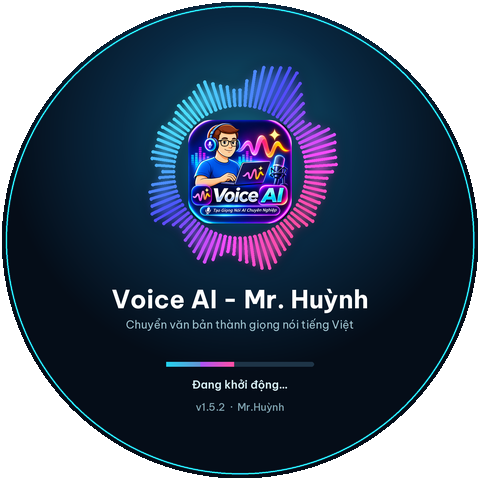 Voice AI
Tạo Giọng Nói AI Chuyên Nghiệp
Voice AI - Mr. Huỳnh
Chuyển văn bản thành giọng nói tiếng Việt
Đang khởi động...
v1.5.2 · Mr.Huỳnh